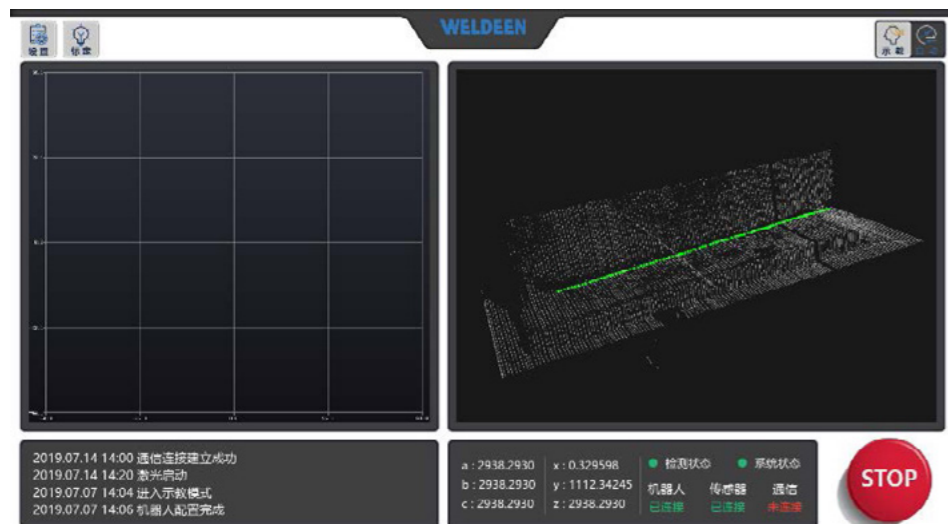 WELDEEN
设置
标定
示教
2019.07.14 14:00 通信连接建立成功
2019.07.14 14:20 激光启动
2019.07.07 14:04 进入示教模式
2019.07.07 14:06 机器人配置完成
a : 2938.2930
x : 0.329598
检测状态
系统状态
b : 2938.2930
y : 1112.34245
机器人
传感器
通信
c : 2938.2930
z : 2938.2930
已连接
已连接
未连接
STOP